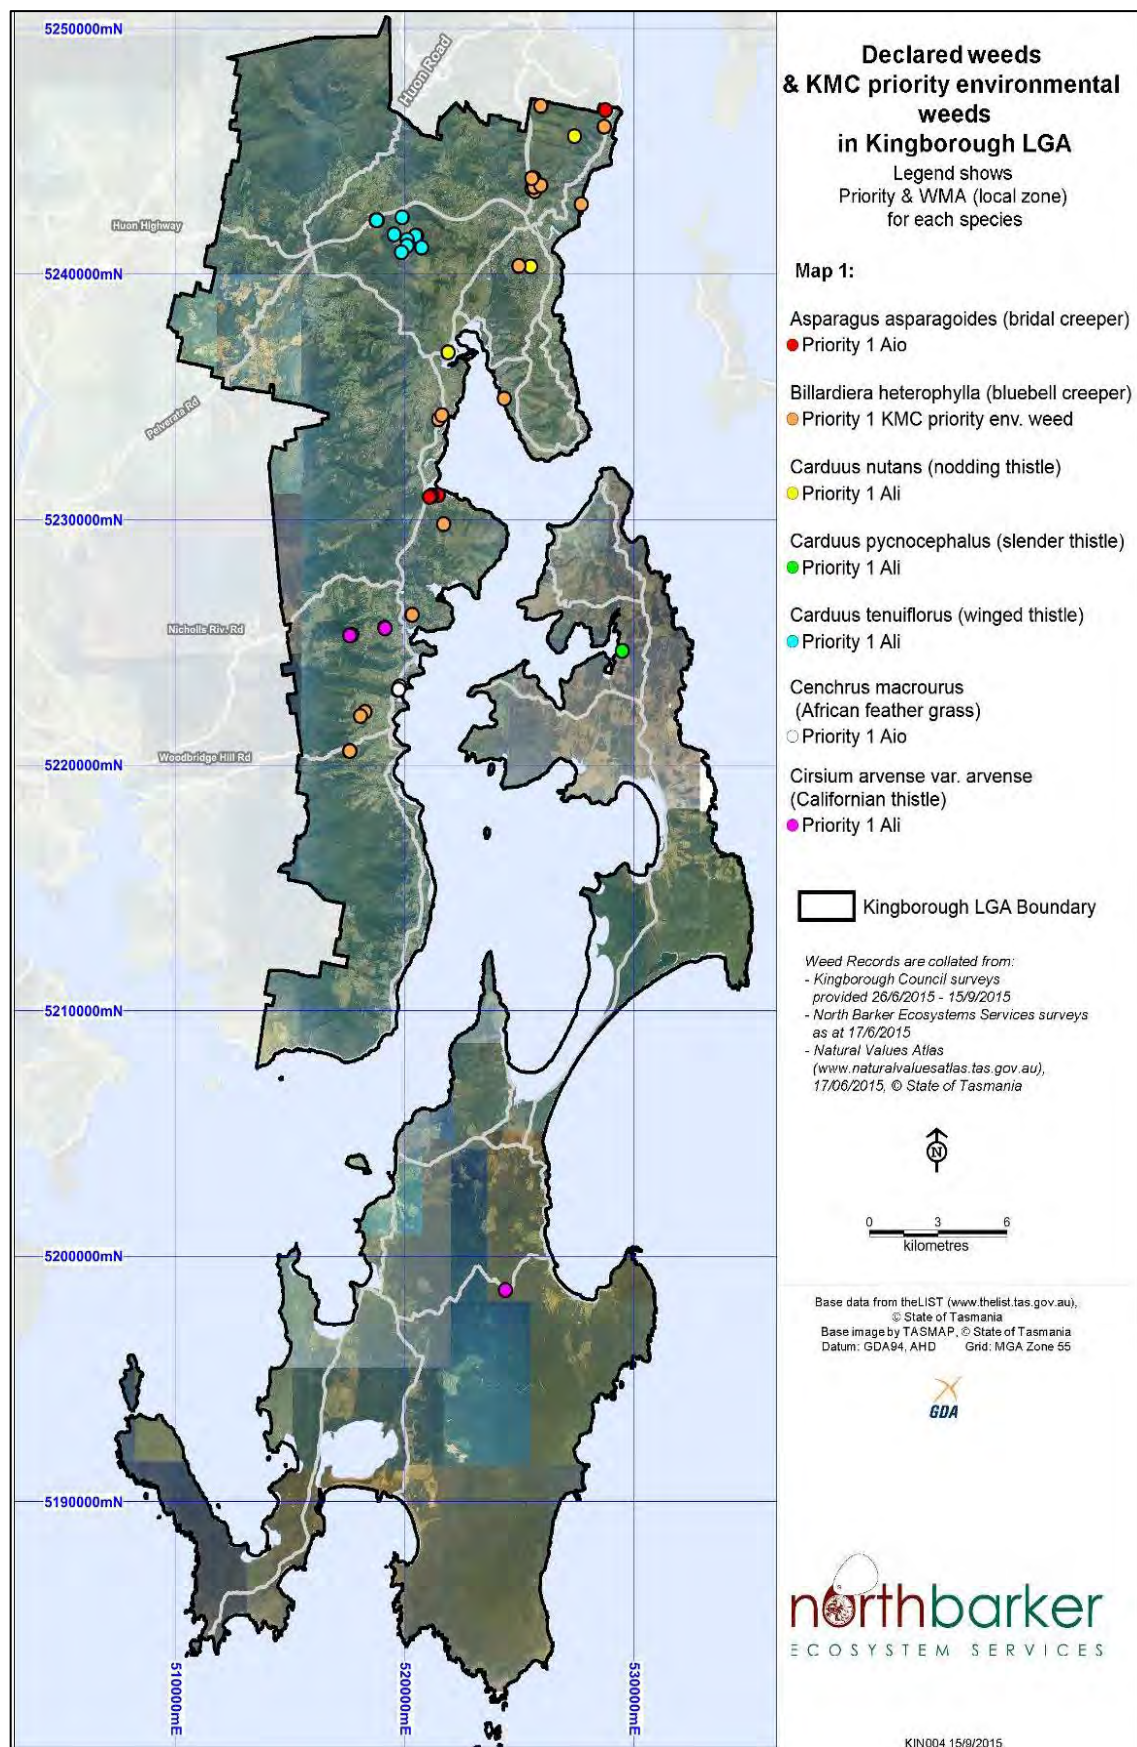 Declared weeds
& KMC priority environmental
weeds
in Kingborough LGA
Legend shows
Priority & WMA (local zone)
for each species
Map 1:
Asparagus asparagoides (bridal creeper)
Priority 1 Aio
Billardiera heterophylla (bluebell creeper)
Priority 1 KMC priority env. weed
Carduus nutans (nodding thistle)
Priority 1 Ali
Carduus pycnocephalus (slender thistle)
Priority 1 Ali
Carduus tenuiflorus (winged thistle)
Priority 1 Ali
Cenchrus macrourus
(African feather grass)
Priority 1 Aio
Cirsium arvense var. arvense
(Californian thistle)
Priority 1 Ali
Kingborough LGA Boundary
Weed Records are collated from:
- Kingborough Council surveys
provided 26/6/2015 - 15/9/2015
- North Barker Ecosystems Services surveys
as at 17/6/2015
- Natural Values Atlas
(www.naturalvaluesatlas.tas.gov.au),
17/06/2015, © State of Tasmania
N
0 3 6
kilometres
Base data from theLIST (www.thelist.tas.gov.au),
© State of Tasmania
Base image by TASMAP, © State of Tasmania
Datum: GDA94, AHD Grid: MGA Zone 55
GDA
northbarker
ECOSYSTEM SERVICES
KIN004 15/9/2015
5250000mN
5240000mN
5230000mN
5220000mN
5210000mN
5200000mN
5190000mN
510000mE
520000mE
530000mE
Huon Road
Huon Highway
Pelverata Rd
Nicholls Riv. Rd
Woodbridge Hill Rd